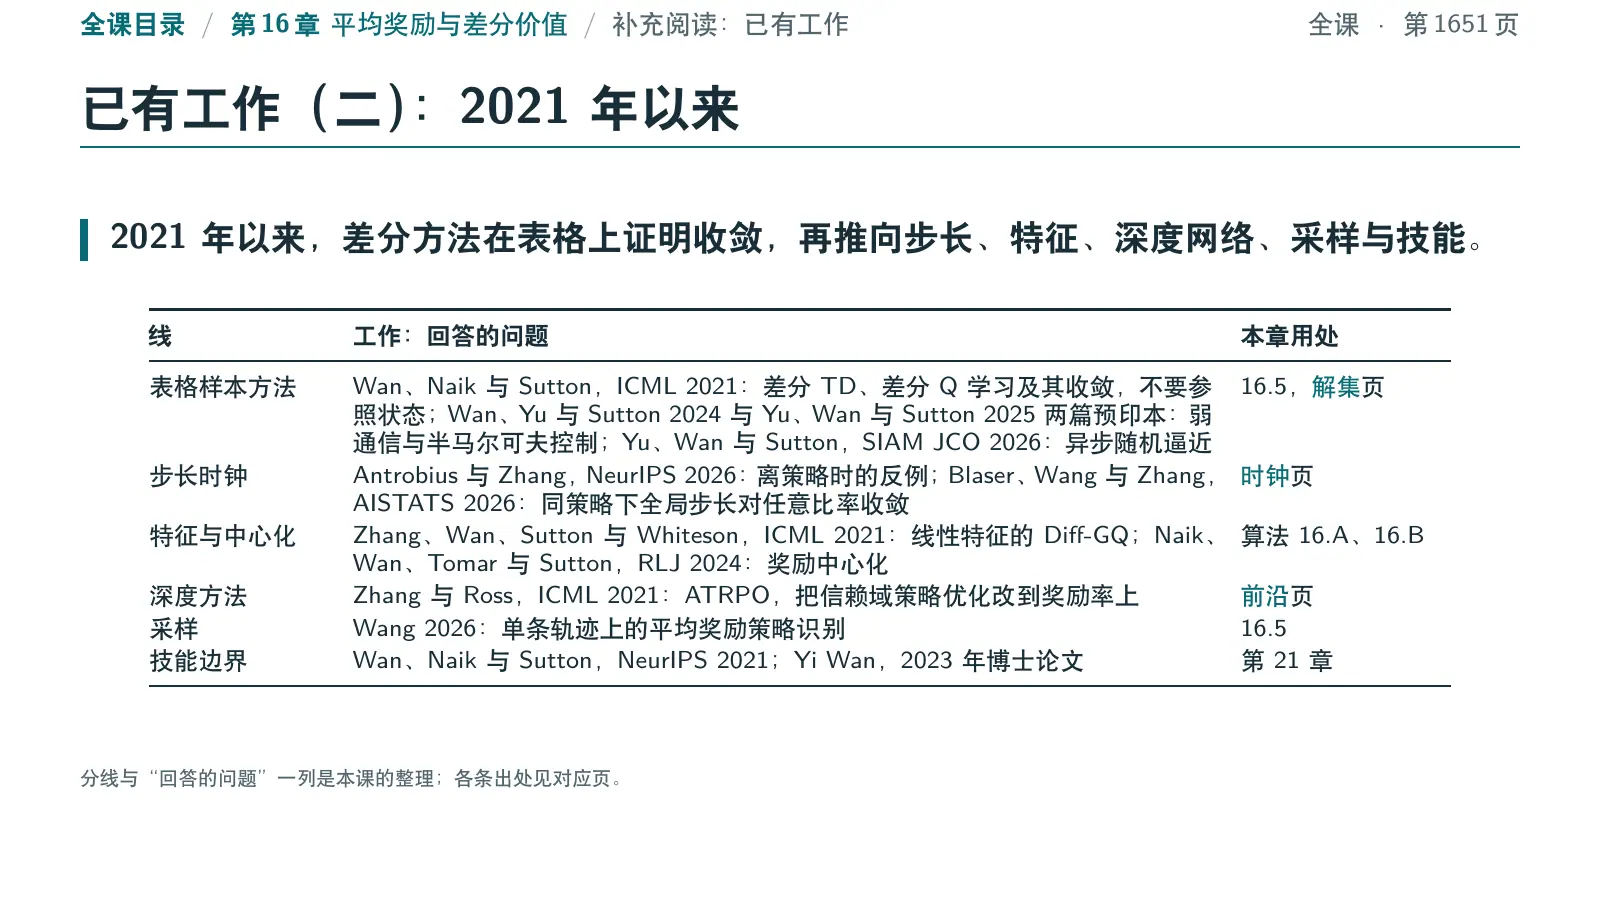 全课目录 / 第16章 平均奖励与差分价值 / 补充阅读：已有工作
全课 · 第1651页
已有工作（二）：2021 年以来
2021 年以来，差分方法在表格上证明收敛，再推向步长、特征、深度网络、采样与技能。
线 工作：回答的问题 本章用处
表格样本方法 Wan、Naik 与 Sutton，ICML 2021：差分 TD、差分 Q 学习及其收敛，不要参 16.5，解集页
照状态；Wan、Yu 与 Sutton 2024 与 Yu、Wan 与 Sutton 2025 两篇预印本：弱
通信与半马尔可夫控制；Yu、Wan 与 Sutton，SIAM JCO 2026：异步随机逼近
步长时钟 Antrobius 与 Zhang，NeurIPS 2026：离策略时的反例；Blaser、Wang 与 Zhang， 时钟页
AISTATS 2026：同策略下全局步长对任意比率收敛
特征与中心化 Zhang、Wan、Sutton 与 Whiteson，ICML 2021：线性特征的 Diff-GQ；Naik、 算法 16.A、16.B
Wan、Tomar 与 Sutton，RLJ 2024：奖励中心化
深度方法 Zhang 与 Ross，ICML 2021：ATRPO，把信赖域策略优化改到奖励率上 前沿页
采样 Wang 2026：单条轨迹上的平均奖励策略识别 16.5
技能边界 Wan、Naik 与 Sutton，NeurIPS 2021；Yi Wan，2023 年博士论文 第 21 章
分线与“回答的问题”一列是本课的整理；各条出处见对应页。